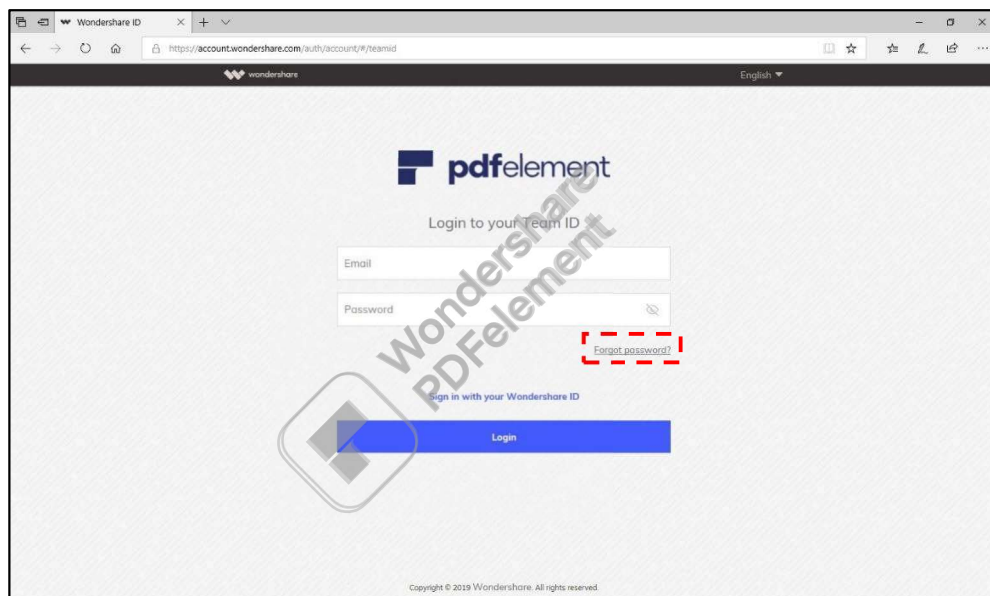 Wondershare ID
https://account.wondershare.com/auth/account/#/teamid
wondershare
English
pdfelement
Login to your Team ID
Email
Password
Forgot password?
Sign in with your Wondershare ID
Login
Wondershare
PDFelement
Copyright © 2019 Wondershare. All rights reserved.